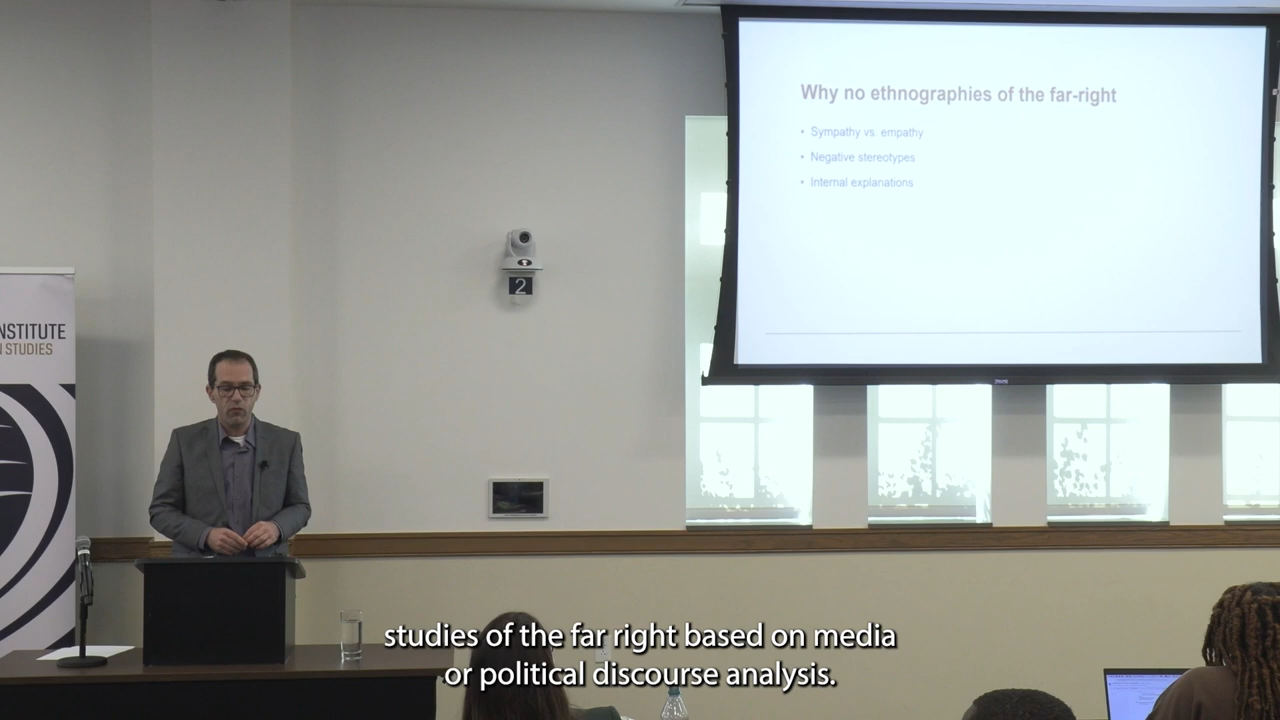 Why no ethnographies of the far-right
• Sympathy vs. empathy
• Negative stereotypes
• Internal explanations
2
NSTITUTE
STUDIES
studies of the far right based on media
or political discourse analysis.